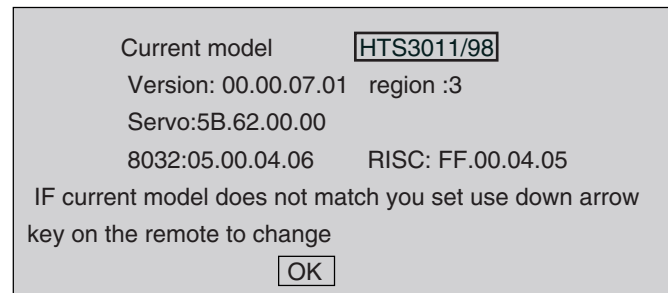 Current model HTS3011/98
Version: 00.00.07.01 region :3
Servo:5B.62.00.00
8032:05.00.04.06 RISC: FF.00.04.05
IF current model does not match you set use down arrow
key on the remote to change
OK